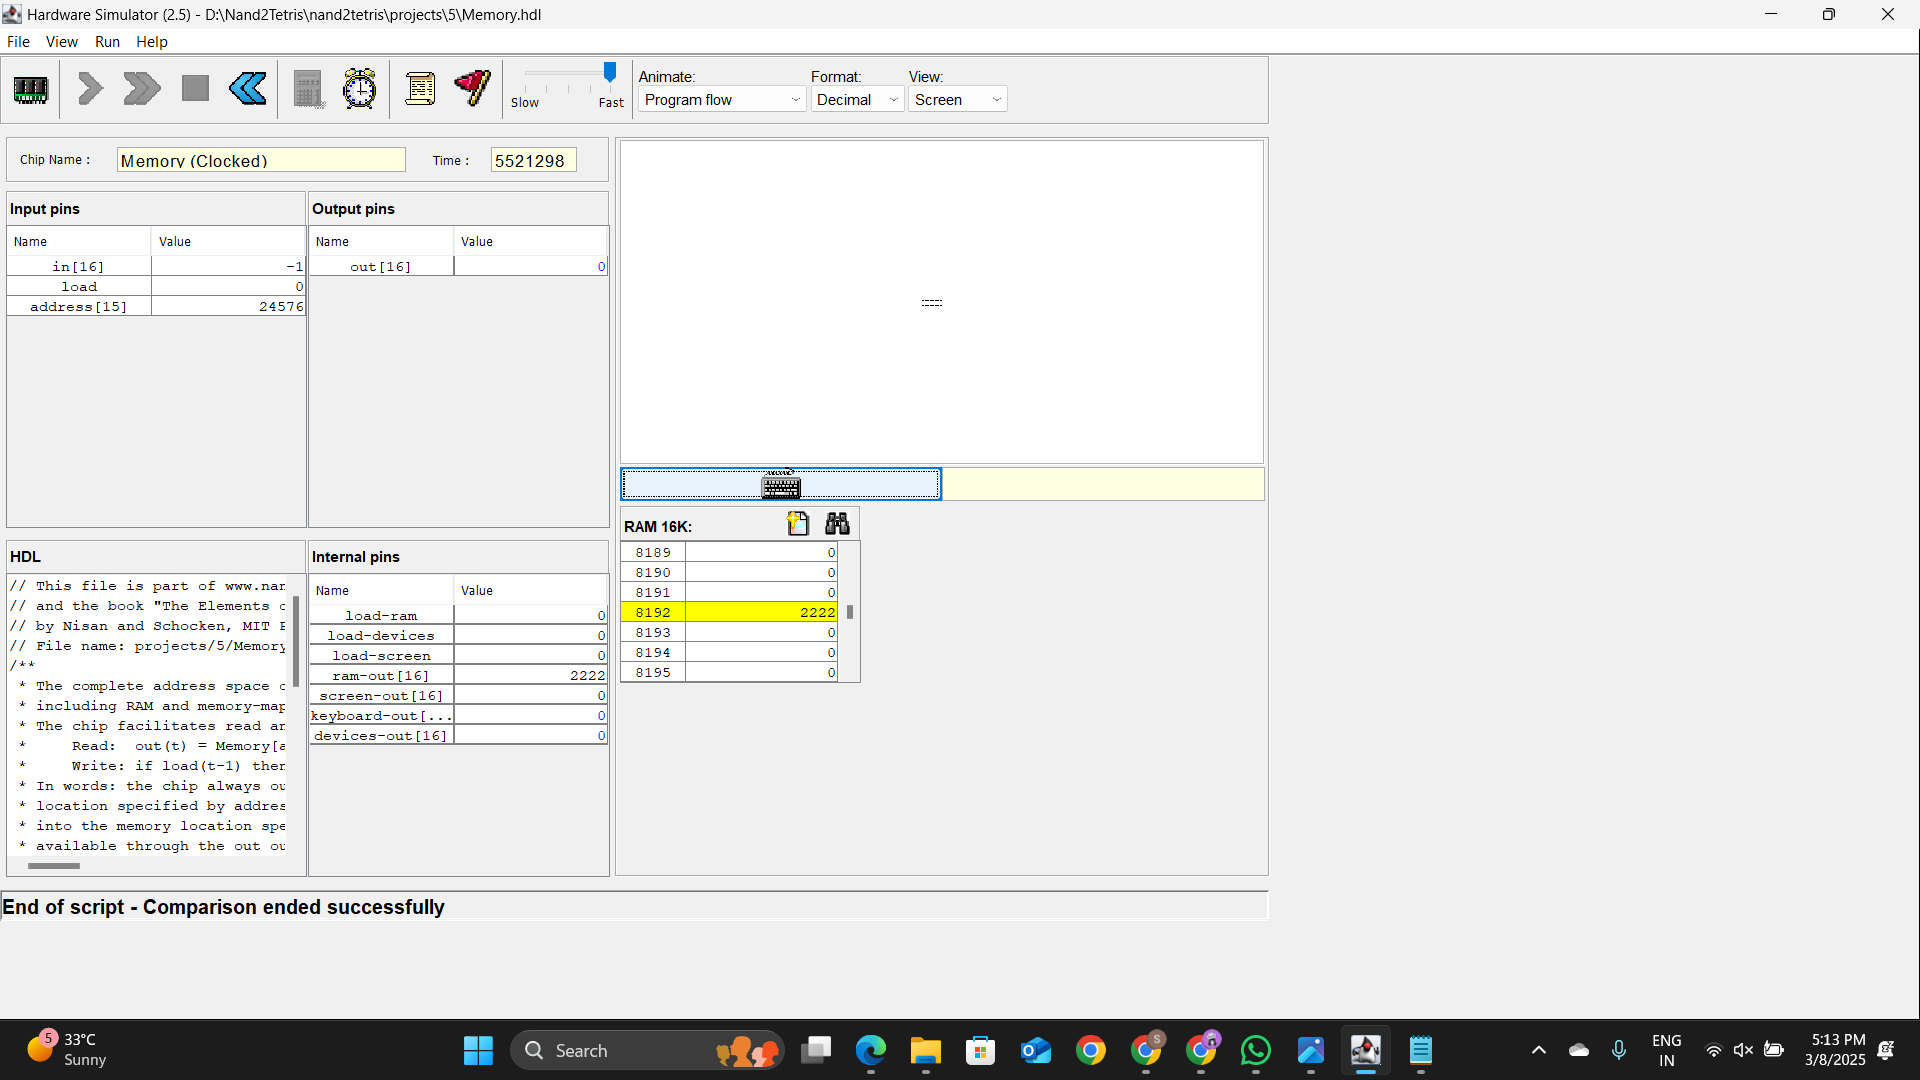 Hardware Simulator (2.5) - D:\Nand2Tetris\nand2tetris\projects\5\Memory.hdl
File View Run Help
Slow Fast
Animate: Format: View:
Program flow Decimal Screen
Chip Name : Memory (Clocked) Time : 5521298
Input pins
Name Value
in[16] -1
load 0
address[15] 24576
Output pins
Name Value
out[16] 0
HDL
// This file is part of www.nan
// and the book "The Elements o
// by Nisan and Schocken, MIT P
// File name: projects/5/Memory
/**
* The complete address space o
* including RAM and memory-map
* The chip facilitates read an
* Read: out(t) = Memory[a
* Write: if load(t-1) then
* In words: the chip always ou
* location specified by addres
* into the memory location spe
* available through the out ou
Internal pins
Name Value
load-ram 0
load-devices 0
load-screen 0
ram-out[16] 2222
screen-out[16] 0
keyboard-out[... 0
devices-out[16] 0
RAM 16K:
8189 0
8190 0
8191 0
8192 2222
8193 0
8194 0
8195 0
End of script - Comparison ended successfully
5
33°C
Sunny
Search
S
ENG
IN
5:13 PM
3/8/2025